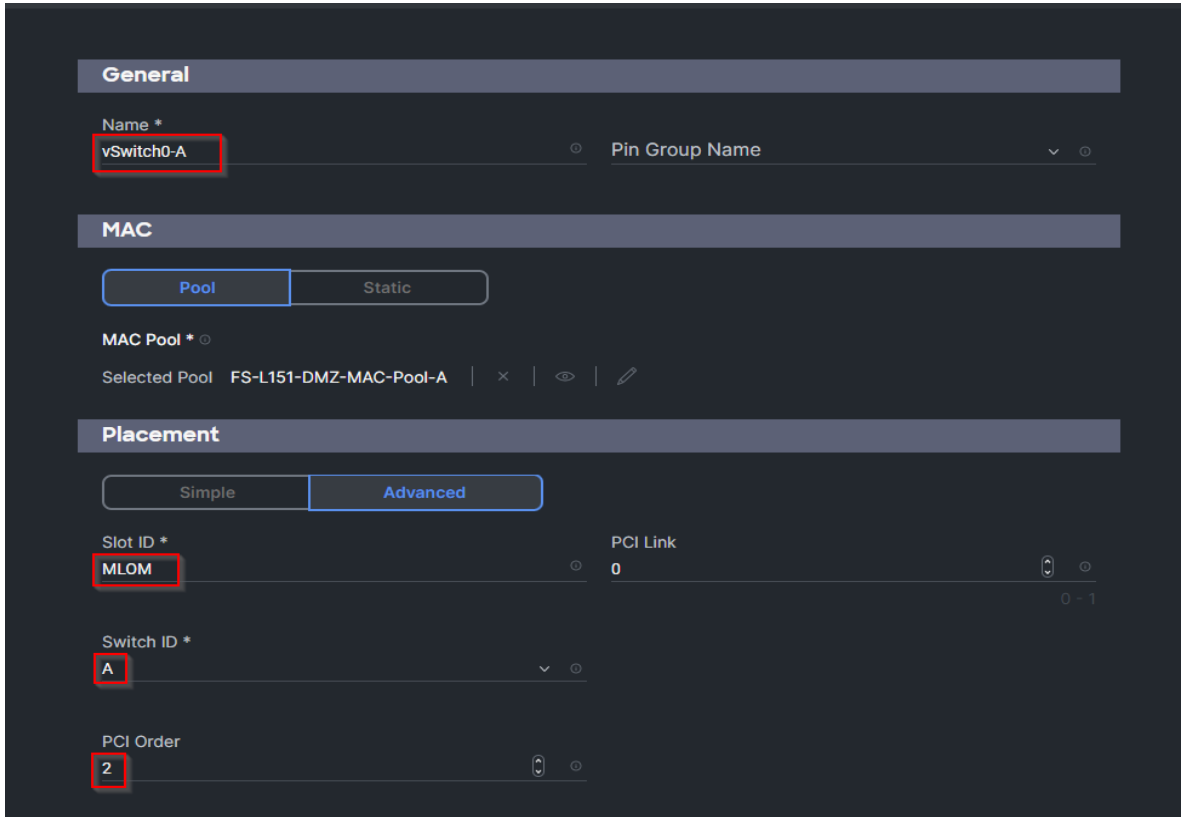 General
Name *
vSwitch0-A
Pin Group Name
MAC
Pool Static
MAC Pool *
Selected Pool FS-L151-DMZ-MAC-Pool-A
Placement
Simple Advanced
Slot ID * PCI Link
MLOM 0
0 - 1
Switch ID *
A
PCI Order
2